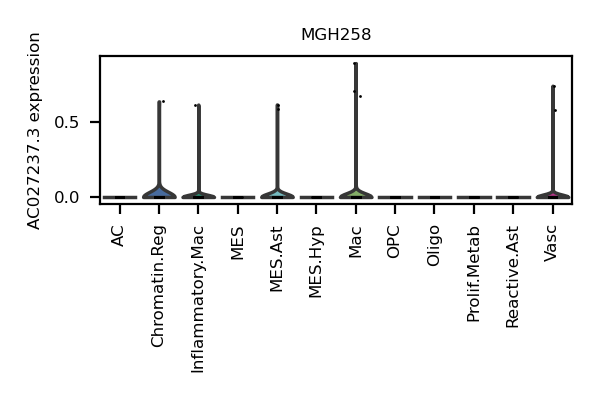 MGH258
AC027237.3 expression
0.5
0.0
AC
Chromatin.Reg
Inflammatory.Mac
MES
MES.Ast
MES.Hyp
Mac
OPC
Oligo
Prolif.Metab
Reactive.Ast
Vasc